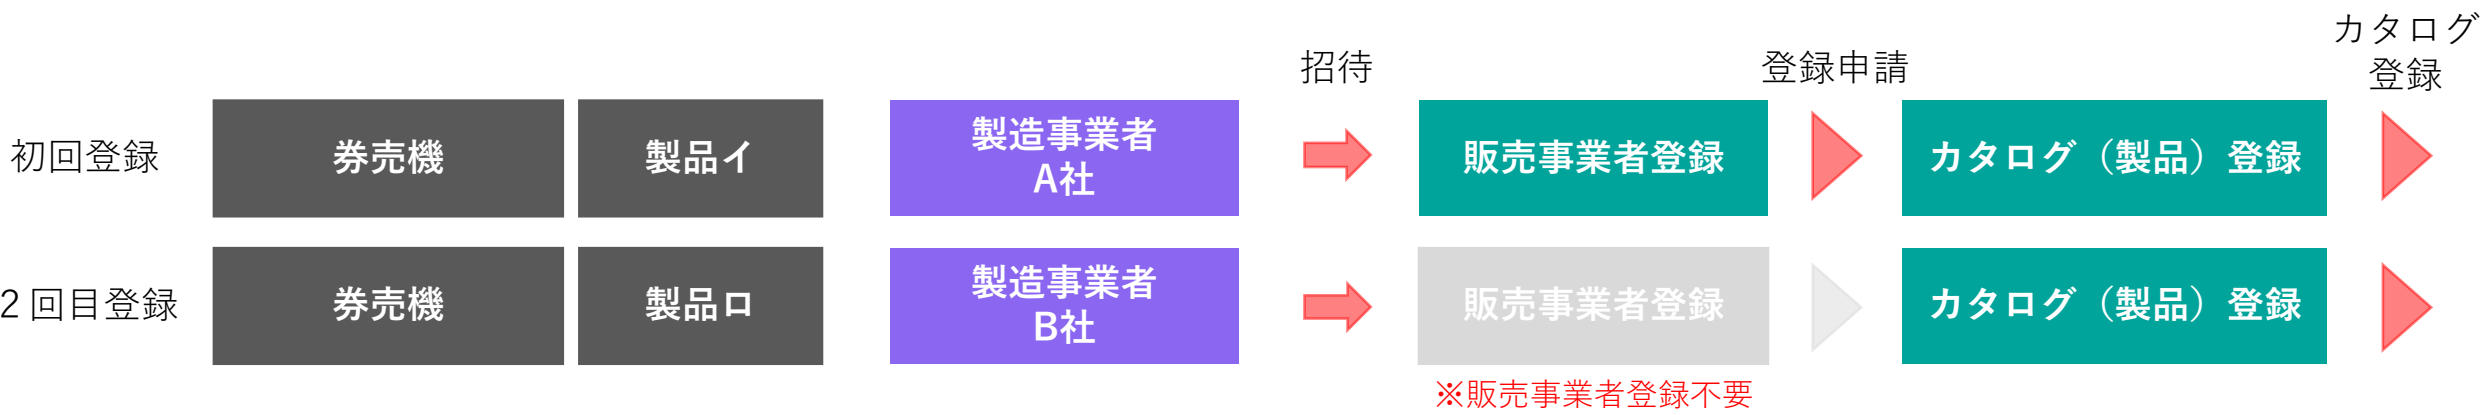 招待
登録申請
カタログ
登録
初回登録
券売機
製品イ
製造事業者
A社
販売事業者登録
カタログ（製品）登録
2回目登録
券売機
製品ロ
製造事業者
B社
販売事業者登録
カタログ（製品）登録
※販売事業者登録不要